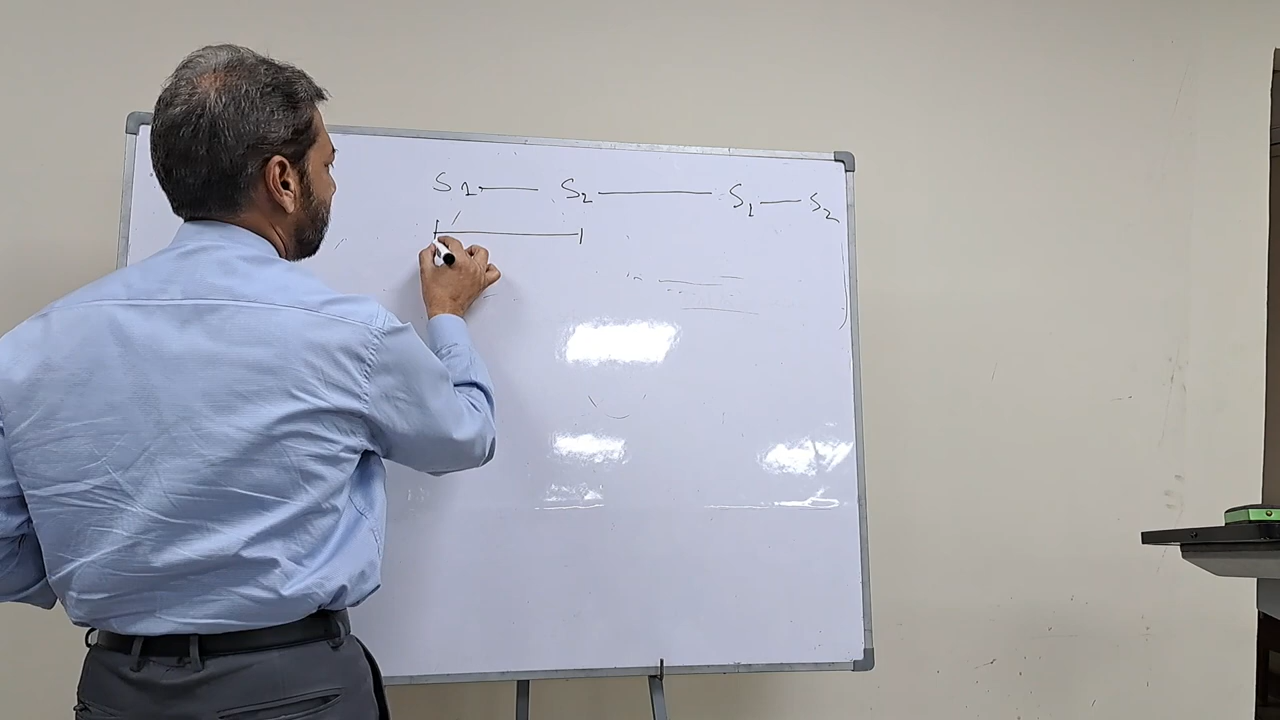 S₁ — S₂ — S₁ — S₂